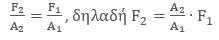 F₂/A₂ = F₁/A₁ , δηλαδή F₂ = A₂/A₁ · F₁